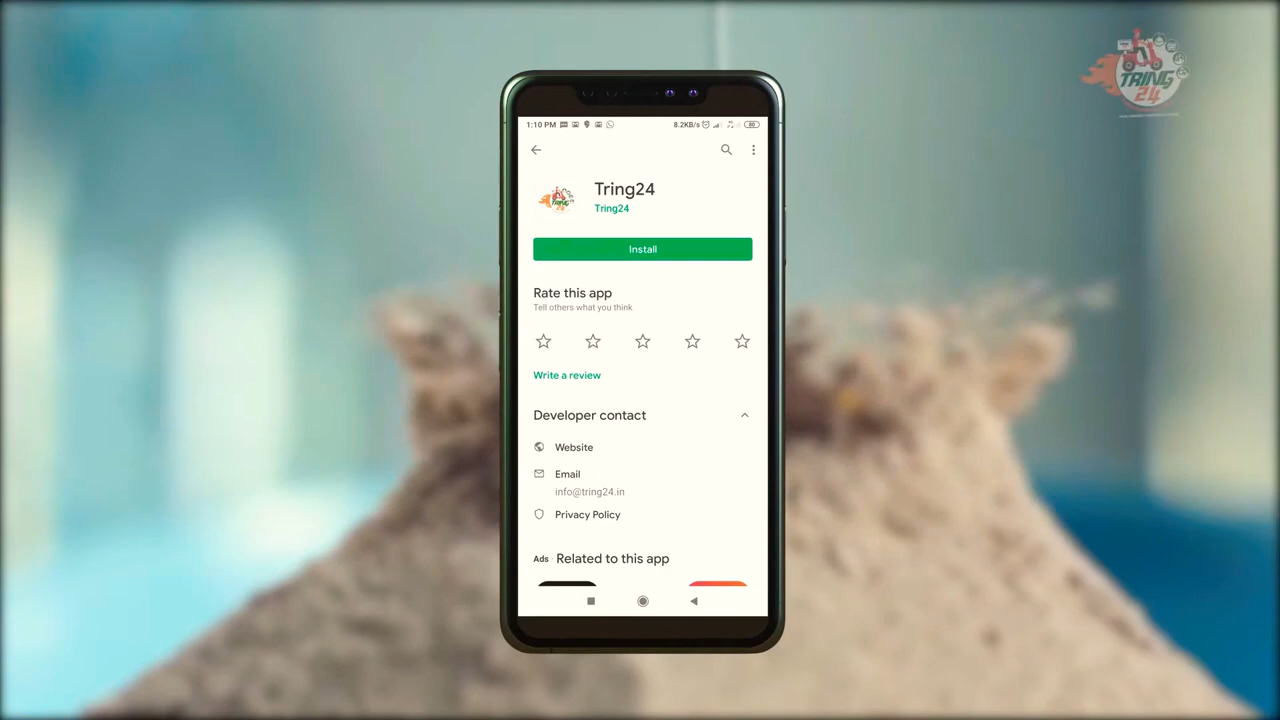 TRING
24
1:10 PM
8.2KB/s
80
Tring24
Tring24
Install
Rate this app
Tell others what you think
Write a review
Developer contact
Website
Email
info@tring24.in
Privacy Policy
Ads · Related to this app